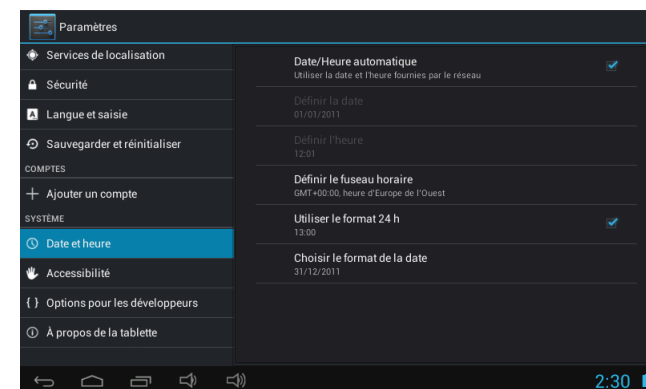 Paramètres
Services de localisation
Sécurité
Langue et saisie
Sauvegarder et réinitialiser
COMPTES
Ajouter un compte
SYSTÈME
Date et heure
Accessibilité
{ } Options pour les développeurs
À propos de la tablette
Date/Heure automatique
Utiliser la date et l'heure fournies par le réseau
Définir la date
01/01/2011
Définir l'heure
12:01
Définir le fuseau horaire
GMT+00:00, heure d'Europe de l'Ouest
Utiliser le format 24 h
13:00
Choisir le format de la date
31/12/2011
2:30